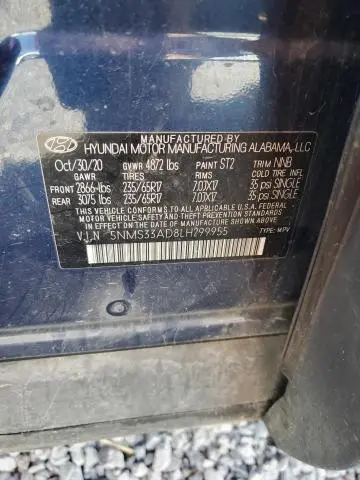 MANUFACTURED BY
HYUNDAI MOTOR MANUFACTURING ALABAMA, LLC
Oct/30/20 GVWR 4872 lbs PAINT ST2 TRIM NNB
GAWR TIRES RIMS COLD TIRE INFL
FRONT 2866-lbs 235/65R17 7.0JX17 35 psi SINGLE
REAR 3075 lbs 235/65R17 7.0JX17 35 psi SINGLE
THIS VEHICLE CONFORMS TO ALL APPLICABLE
FEDERAL MOTOR VEHICLE SAFETY
STANDARDS IN EFFECT ON THE DATE
OF MANUFACTURE SHOWN ABOVE
V.I.N 5NMS33AD8LH299955 TYPE: MPV